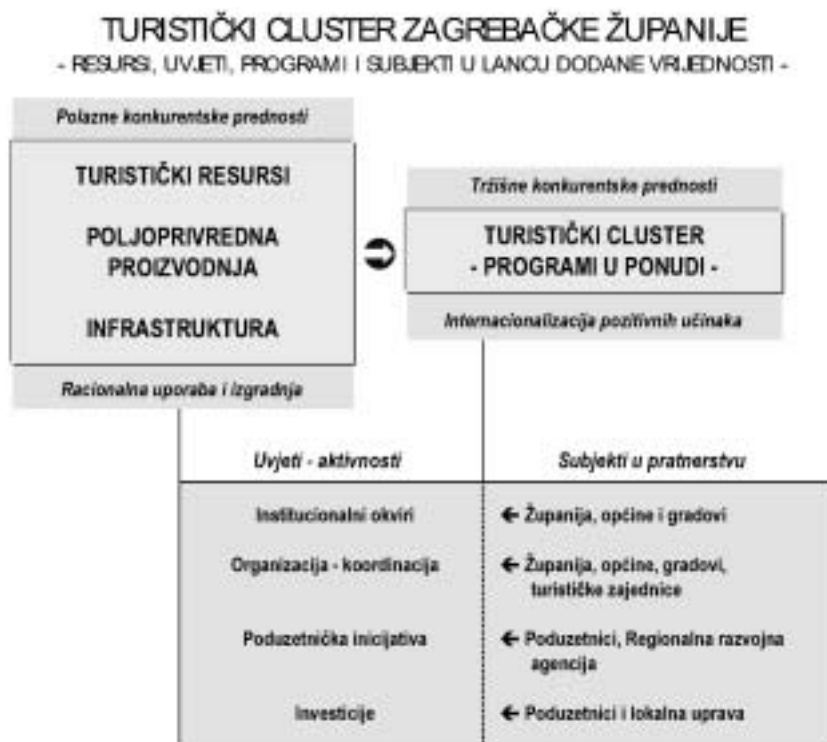 TURISTIČKI CLUSTER ZAGREBAČKE ŽUPANIJE
- RESURSI, UVJETI, PROGRAMI I SUBJEKTI U LANCU DODANE VRIJEDNOSTI -
Polazne konkurentske prednosti
TURISTIČKI RESURSI
POLJOPRIVREDNA
PROIZVODNJA
INFRASTRUKTURA
Racionalna uporaba i izgradnja
Tržišne konkurentske prednosti
TURISTIČKI CLUSTER
- PROGRAMI U PONUDI -
Internacionalizacija pozitivnih učinaka
Uvjeti - aktivnosti
Subjekti u pratnerstvu
Institucionalni okviri
← Županija, općine i gradovi
Organizacija - koordinacija
← Županija, općine, gradovi,
turističke zajednice
Poduzetnička inicijativa
← Poduzetnici, Regionalna razvojna
agencija
Investicije
← Poduzetnici i lokalna uprava